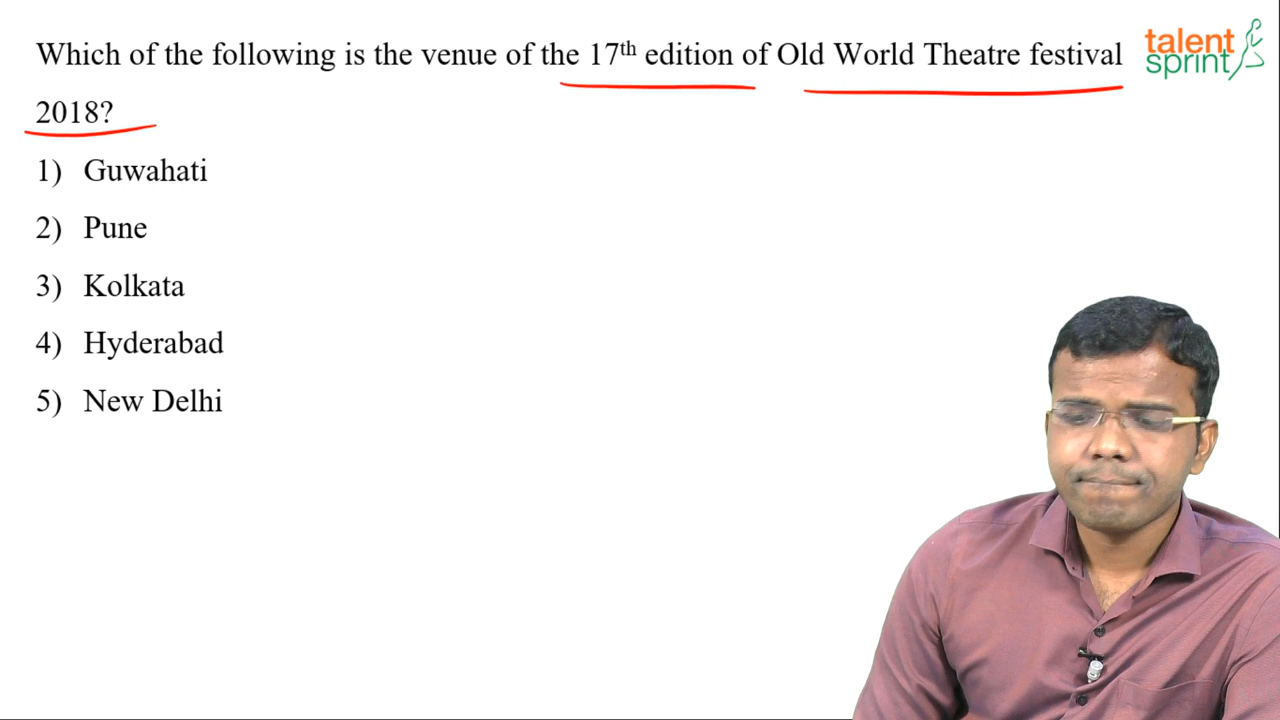 Which of the following is the venue of the 17th edition of Old World Theatre festival
2018?
1) Guwahati
2) Pune
3) Kolkata
4) Hyderabad
5) New Delhi
talent
sprint